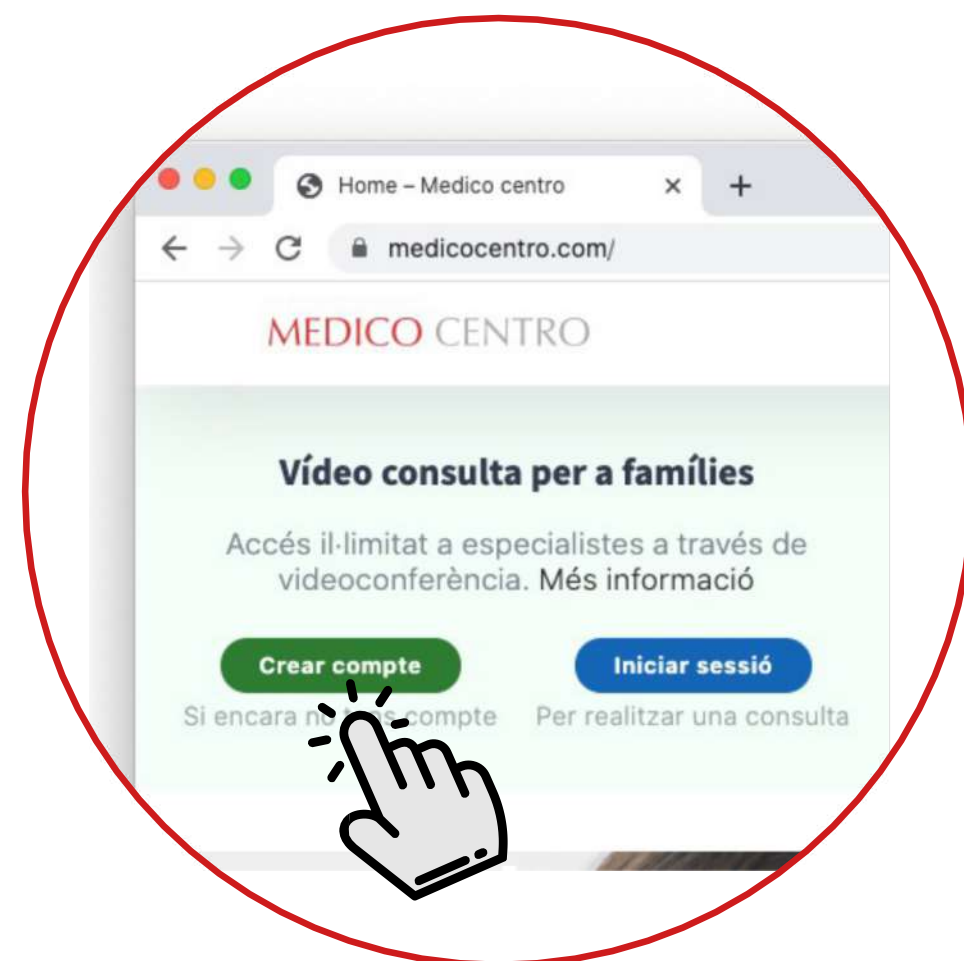 Home – Medico centro
medicocentro.com/
MEDICO CENTRO
Vídeo consulta per a famílies
Accés il·limitat a especialistes a través de
videoconferència. Més informació
Crear compte Iniciar sessió
Si encara no compte Per realitzar una consulta